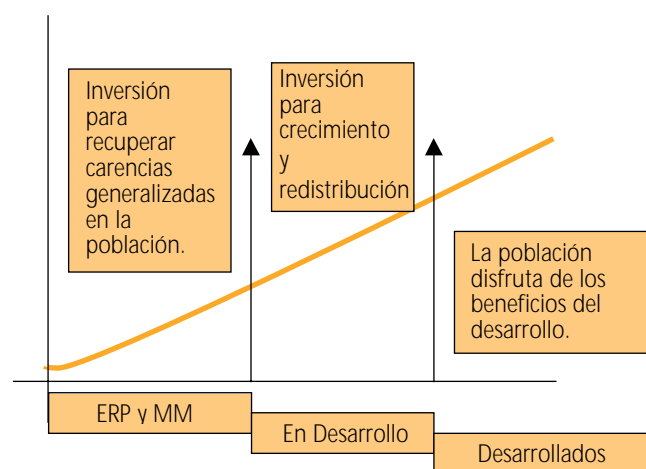 Inversión
para
recuperar
carencias
generalizadas
en la
población.
Inversión
para
crecimiento
y
redistribución
La población
disfruta de los
beneficios del
desarrollo.
ERP y MM
En Desarrollo
Desarrollados